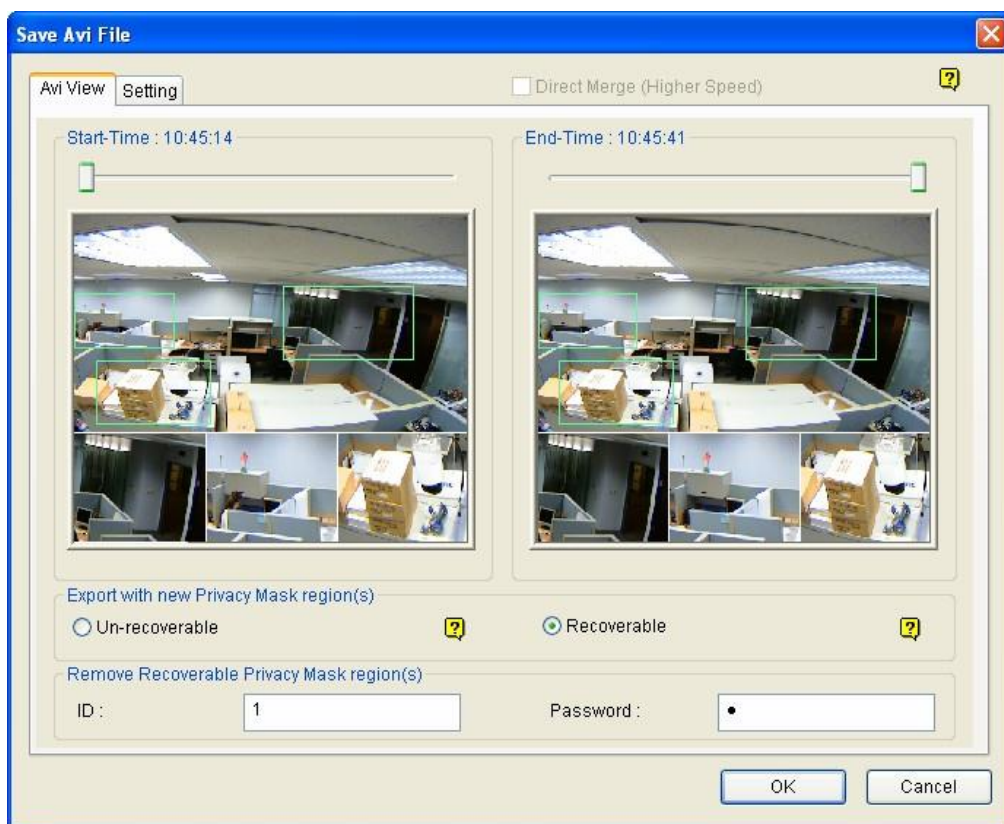 Save Avi File
Avi View
Setting
Direct Merge (Higher Speed)
?
Start-Time : 10:45:14
End-Time : 10:45:41
Export with new Privacy Mask region(s)
Un-recoverable
?
Recoverable
?
Remove Recoverable Privacy Mask region(s)
ID :
1
Password :
OK
Cancel